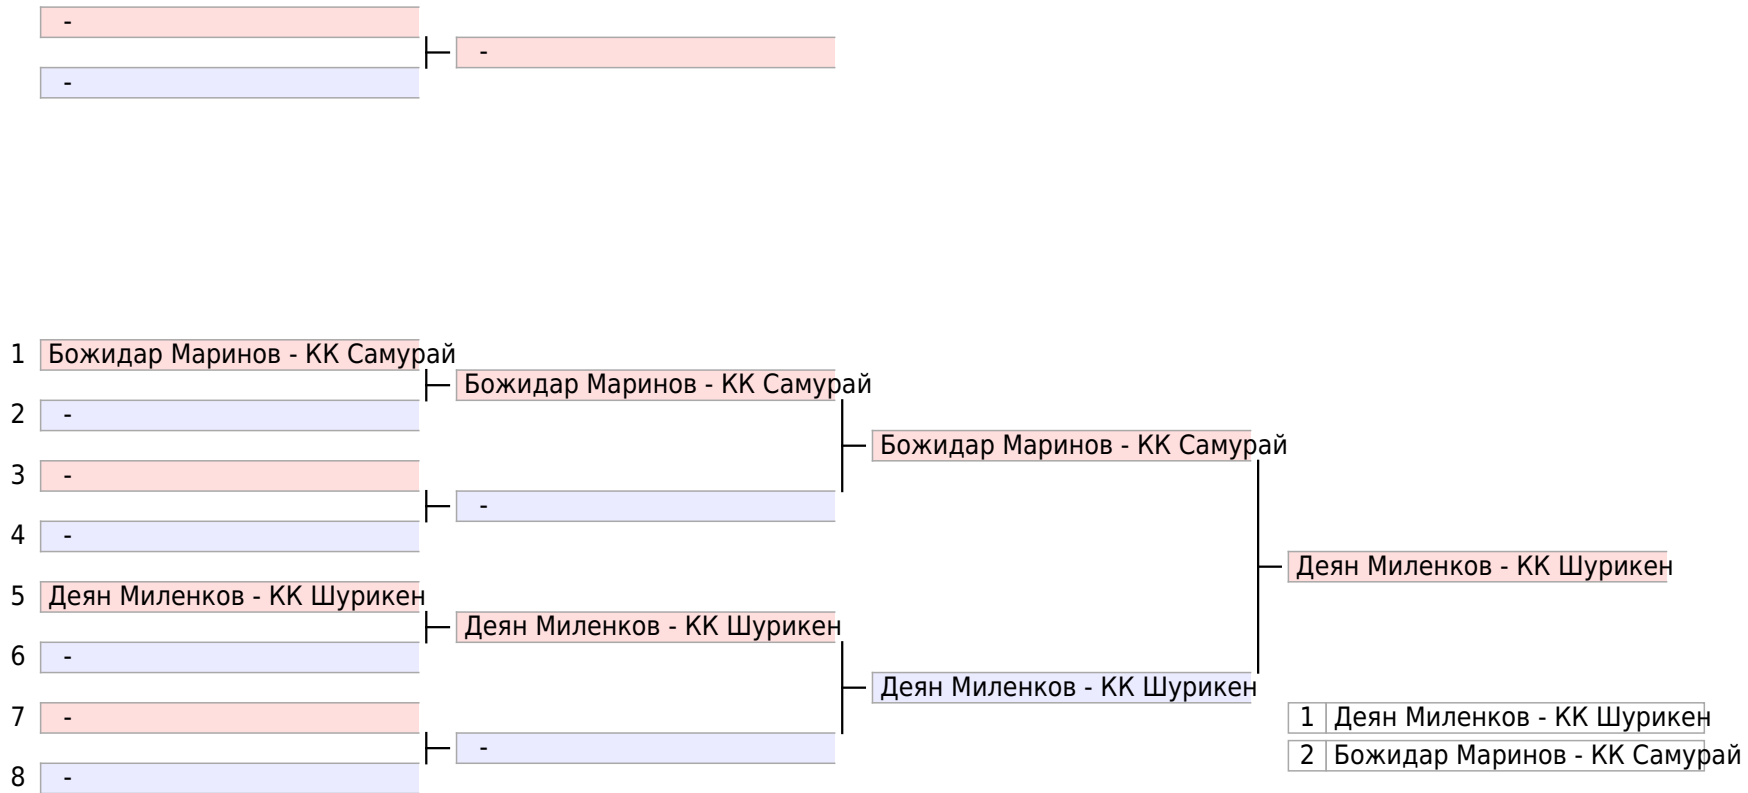 -
-
-
1 Божидар Маринов - КК Самурай
Божидар Маринов - КК Самурай
2 -
Божидар Маринов - КК Самурай
3 -
-
4 -
Деян Миленков - КК Шурикен
5 Деян Миленков - КК Шурикен
Деян Миленков - КК Шурикен
6 -
Деян Миленков - КК Шурикен
7 -
1 Деян Миленков - КК Шурикен
-
2 Божидар Маринов - КК Самурай
8 -